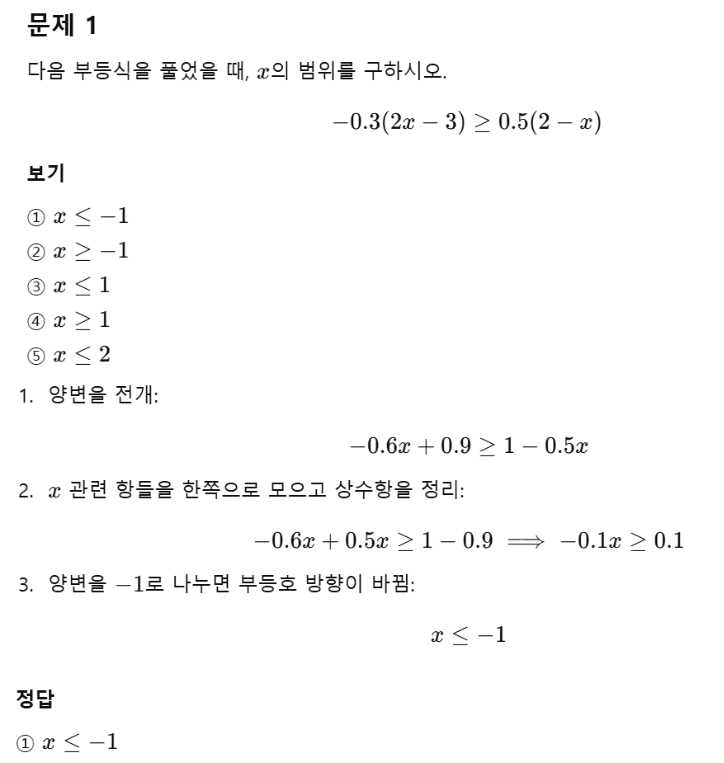 문제 1
다음 부등식을 풀었을 때, x의 범위를 구하시오.
−0.3(2x − 3) ≥ 0.5(2 − x)
보기
① x ≤ −1
② x ≥ −1
③ x ≤ 1
④ x ≥ 1
⑤ x ≤ 2
1. 양변을 전개:
−0.6x + 0.9 ≥ 1 − 0.5x
2. x 관련 항들을 한쪽으로 모으고 상수항을 정리:
−0.6x + 0.5x ≥ 1 − 0.9 ⟹ −0.1x ≥ 0.1
3. 양변을 −1로 나누면 부등호 방향이 바뀜:
x ≤ −1
정답
① x ≤ −1